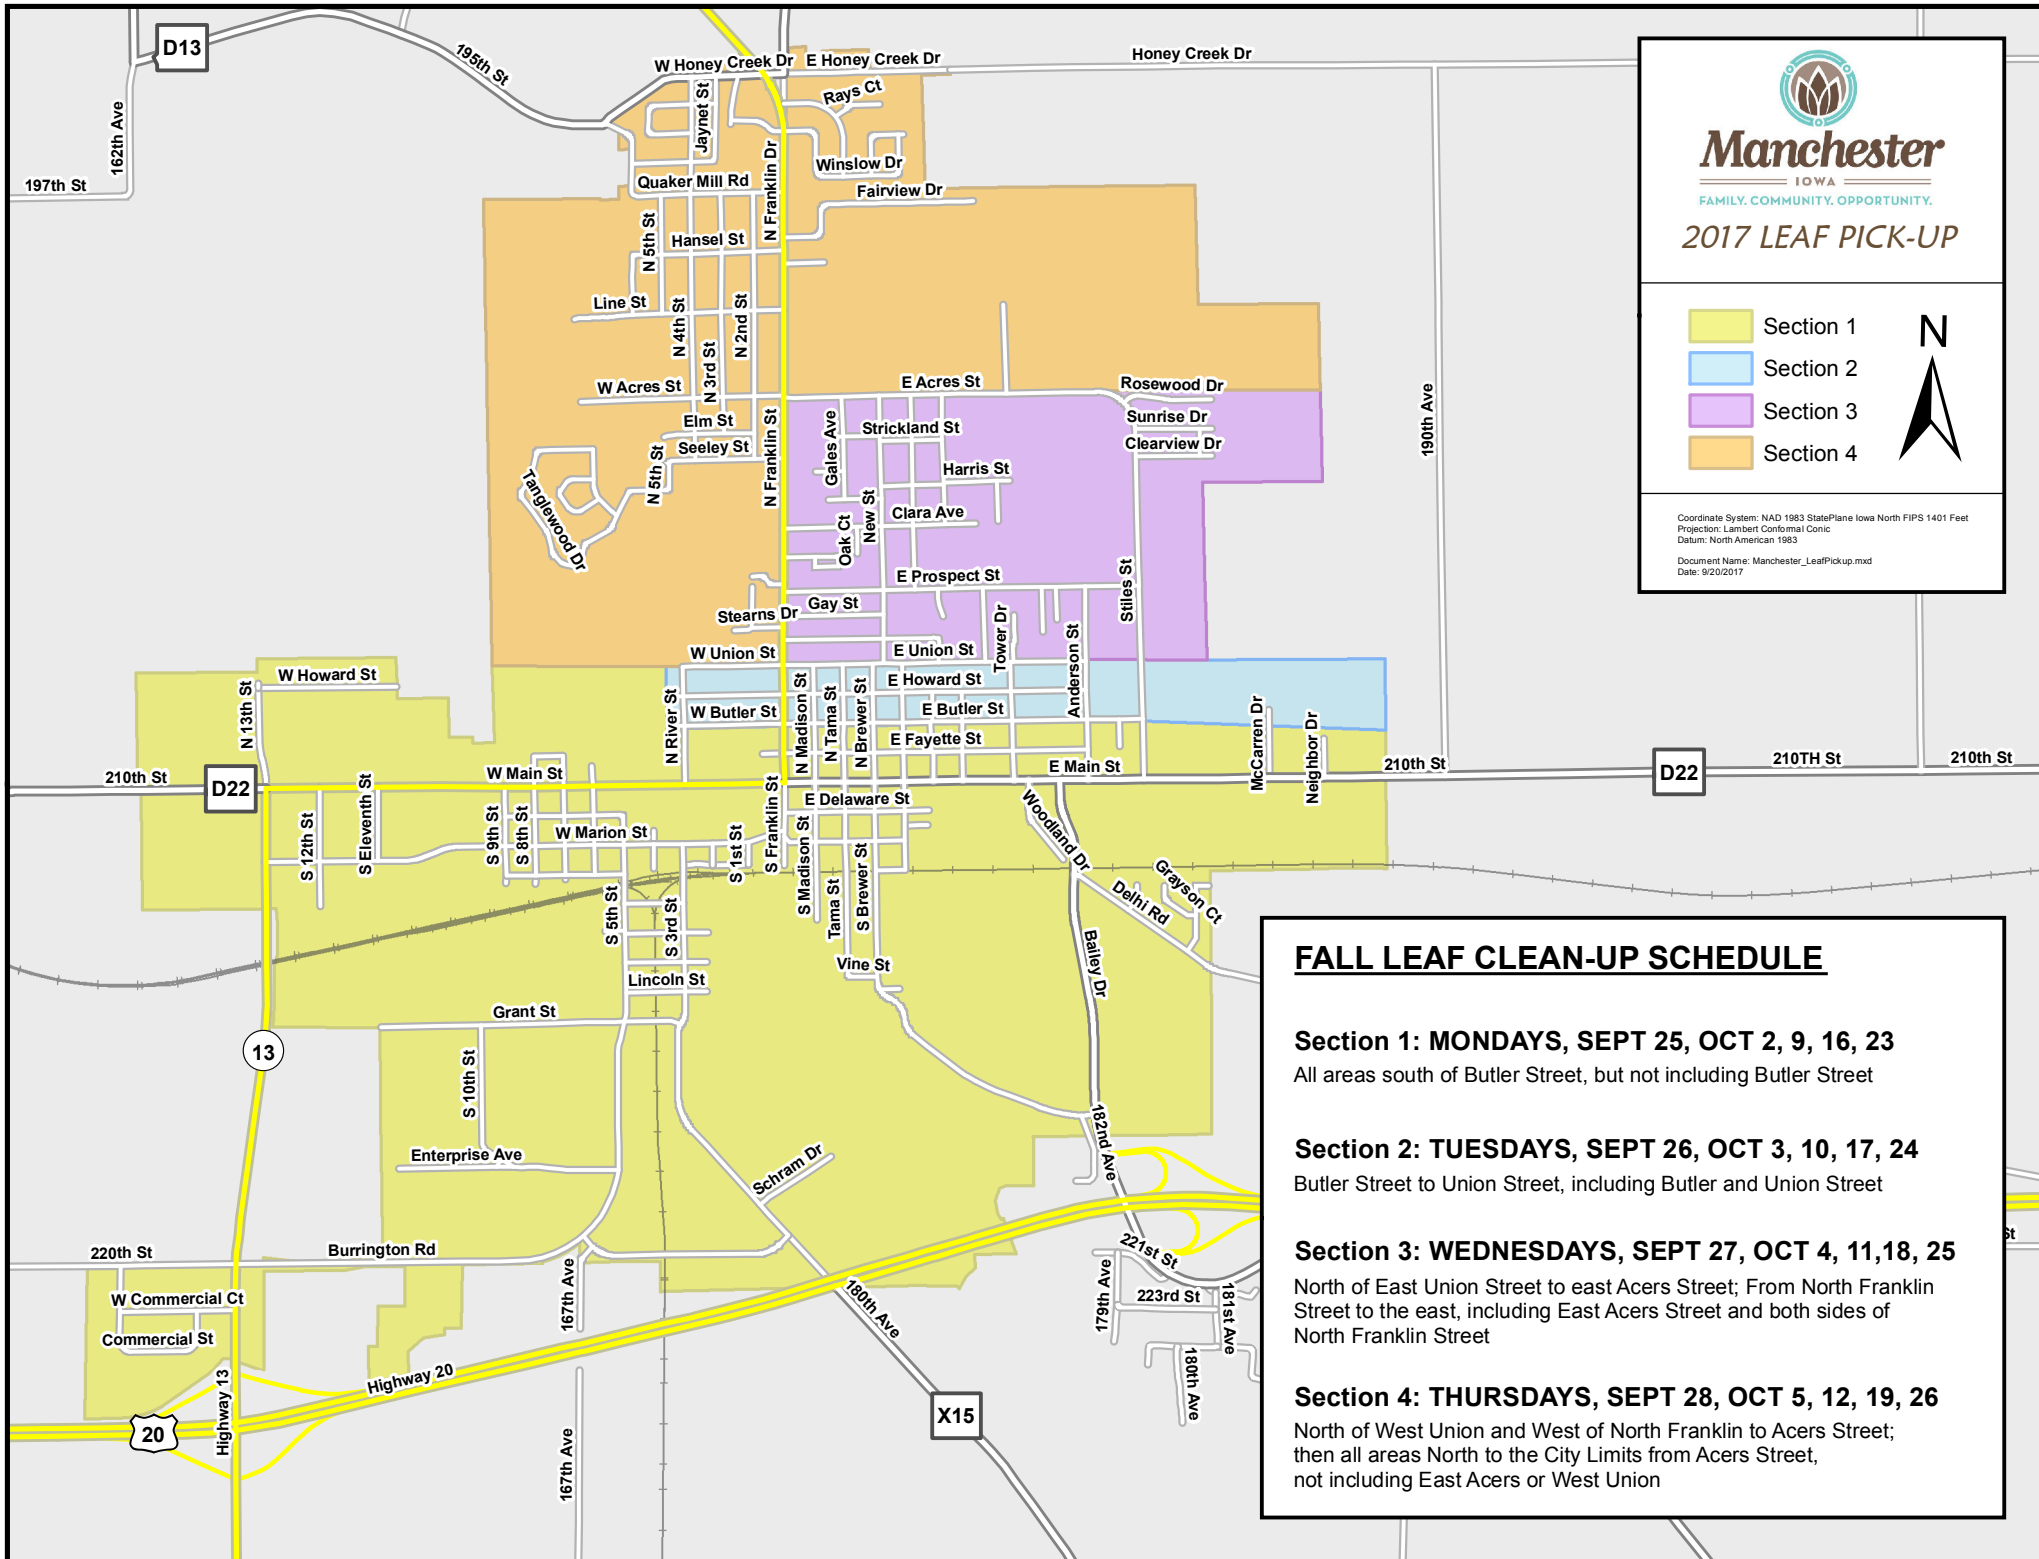 D13
195th St
W Honey Creek Dr
E Honey Creek Dr
Honey Creek Dr
162th Ave
197th St
Jaynet St
Rays Ct
Winslow Dr
N Franklin Dr
Quaker Mill Rd
Fairview Dr
N 5th St
Hansel St
Line St
N 4th St
N 3rd St
N 2nd St
W Acres St
E Acres St
Rosewood Dr
Elm St
Seeley St
N 5th St
N Franklin St
Gales Ave
Strickland St
Sunrise Dr
Clearview Dr
190th Ave
Harris St
Tanglewood Dr
New St
Clara Ave
Oak Ct
E Prospect St
Stiles St
Gay St
Stearns Dr
Tower Dr
Anderson St
W Union St
E Union St
W Howard St
E Howard St
N 13th St
N River St
W Butler St
N Madison St
N Tama St
N Brewer St
E Butler St
E Fayette St
McCarren Dr
Neighbor Dr
210th St
D22
W Main St
E Main St
210th St
D22
210TH St
210th St
S 12th St
S Eleventh St
S 9th St
S 8th St
W Marion St
S 1st St
S Franklin St
E Delaware St
S Madison St
Tama St
S Brewer St
Woodland Dr
Delhi Rd
Grayson Ct
S 5th St
S 3rd St
Vine St
Bailey Dr
Lincoln St
Grant St
13
S 10th St
Enterprise Ave
Schram Dr
182nd Ave
220th St
Burrington Rd
W Commercial Ct
Commercial St
167th Ave
180th Ave
221st St
179th Ave
223rd St
181st Ave
180th Ave
Highway 20
Highway 13
20
X15
167th Ave
St
Manchester
IOWA
FAMILY. COMMUNITY. OPPORTUNITY.
2017 LEAF PICK-UP
Section 1
Section 2
Section 3
Section 4
N
Coordinate System: NAD 1983 StatePlane Iowa North FIPS 1401 Feet
Projection: Lambert Conformal Conic
Datum: North American 1983
Document Name: Manchester_LeafPickup.mxd
Date: 9/20/2017
FALL LEAF CLEAN-UP SCHEDULE
Section 1: MONDAYS, SEPT 25, OCT 2, 9, 16, 23
All areas south of Butler Street, but not including Butler Street
Section 2: TUESDAYS, SEPT 26, OCT 3, 10, 17, 24
Butler Street to Union Street, including Butler and Union Street
Section 3: WEDNESDAYS, SEPT 27, OCT 4, 11,18, 25
North of East Union Street to east Acers Street; From North Franklin
Street to the east, including East Acers Street and both sides of
North Franklin Street
Section 4: THURSDAYS, SEPT 28, OCT 5, 12, 19, 26
North of West Union and West of North Franklin to Acers Street;
then all areas North to the City Limits from Acers Street,
not including East Acers or West Union